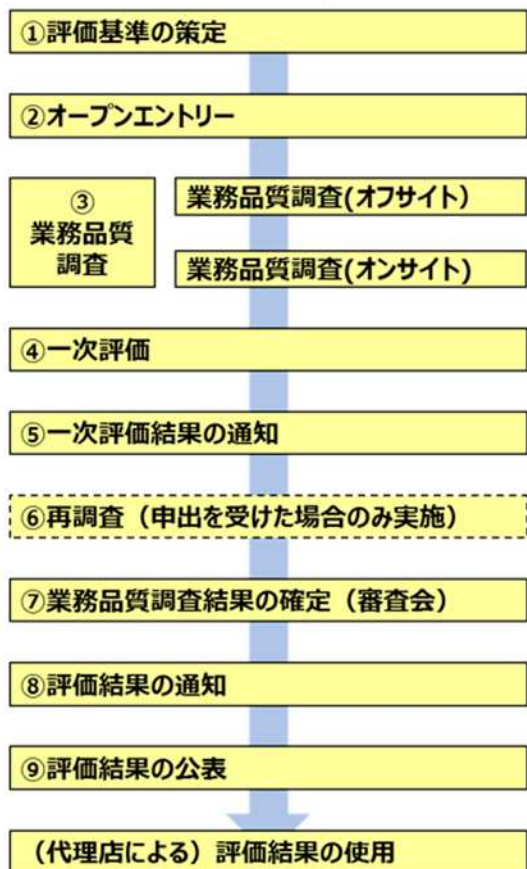 ①評価基準の策定
②オープンエントリー
③
業務品質
調査
業務品質調査(オフサイト）
業務品質調査(オンサイト)
④一次評価
⑤一次評価結果の通知
⑥再調査（申出を受けた場合のみ実施）
⑦業務品質調査結果の確定（審査会）
⑧評価結果の通知
⑨評価結果の公表
（代理店による）評価結果の使用